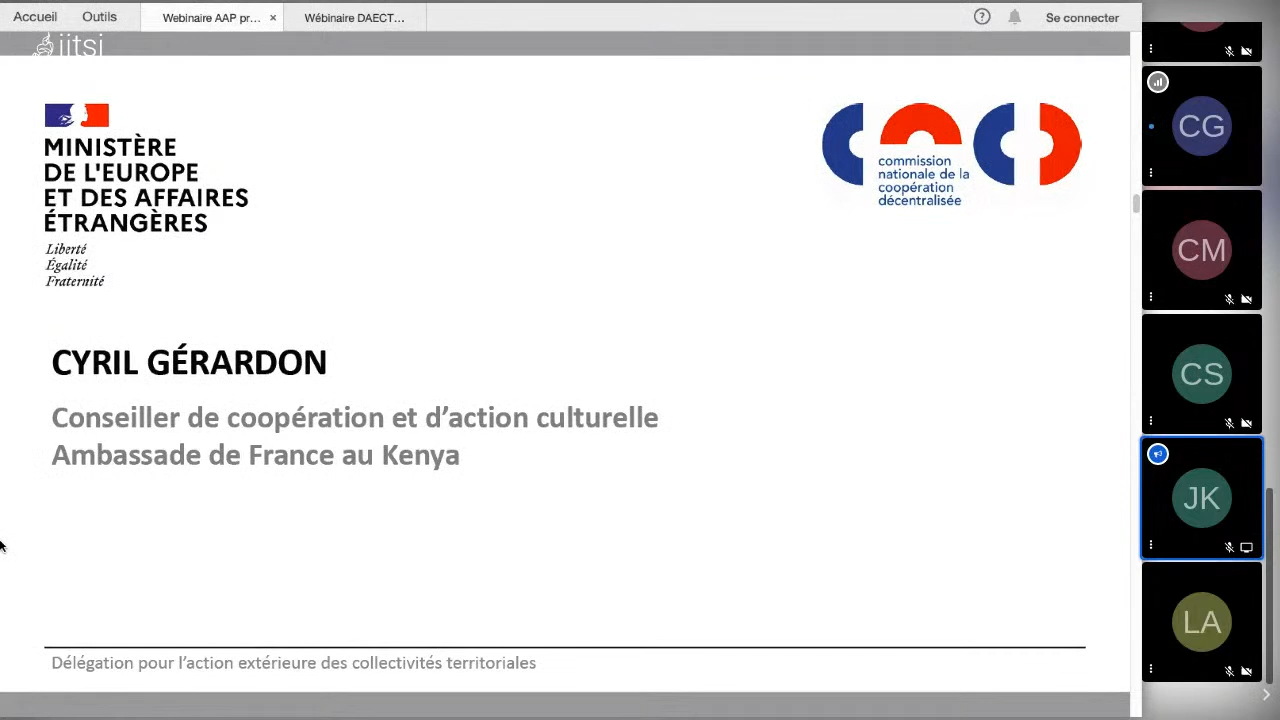 Accueil
Outils
Webinaire AAP pr... ×
Wébinaire DAECT...
?
Se connecter
jitsi
MINISTÈRE
DE L'EUROPE
ET DES AFFAIRES
ÉTRANGÈRES
Liberté
Égalité
Fraternité
commission
nationale de la
coopération
décentralisée
CYRIL GÉRARDON
Conseiller de coopération et d’action culturelle
Ambassade de France au Kenya
Délégation pour l’action extérieure des collectivités territoriales
CG
CM
CS
JK
LA